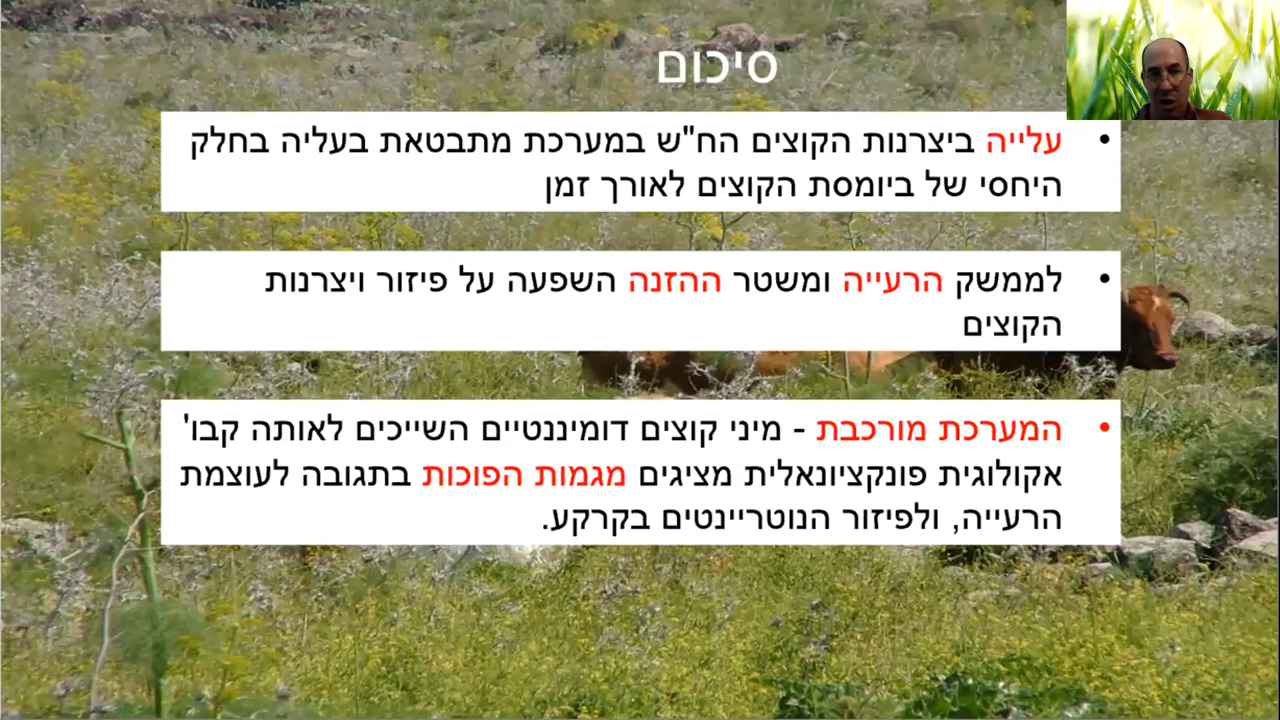 סיכום
• עלייה ביצרנות הקוצים הח"ש במערכת מתבטאת בעליה בחלק
היחסי של ביומסת הקוצים לאורך זמן
• לממשק הרעייה ומשטר ההזנה השפעה על פיזור ויצרנות
הקוצים
• המערכת מורכבת - מיני קוצים דומיננטיים השייכים לאותה קבו'
אקולוגית פונקציונאלית מציגים מגמות הפוכות בתגובה לעוצמת
הרעייה, ולפיזור הנוטריינטים בקרקע.